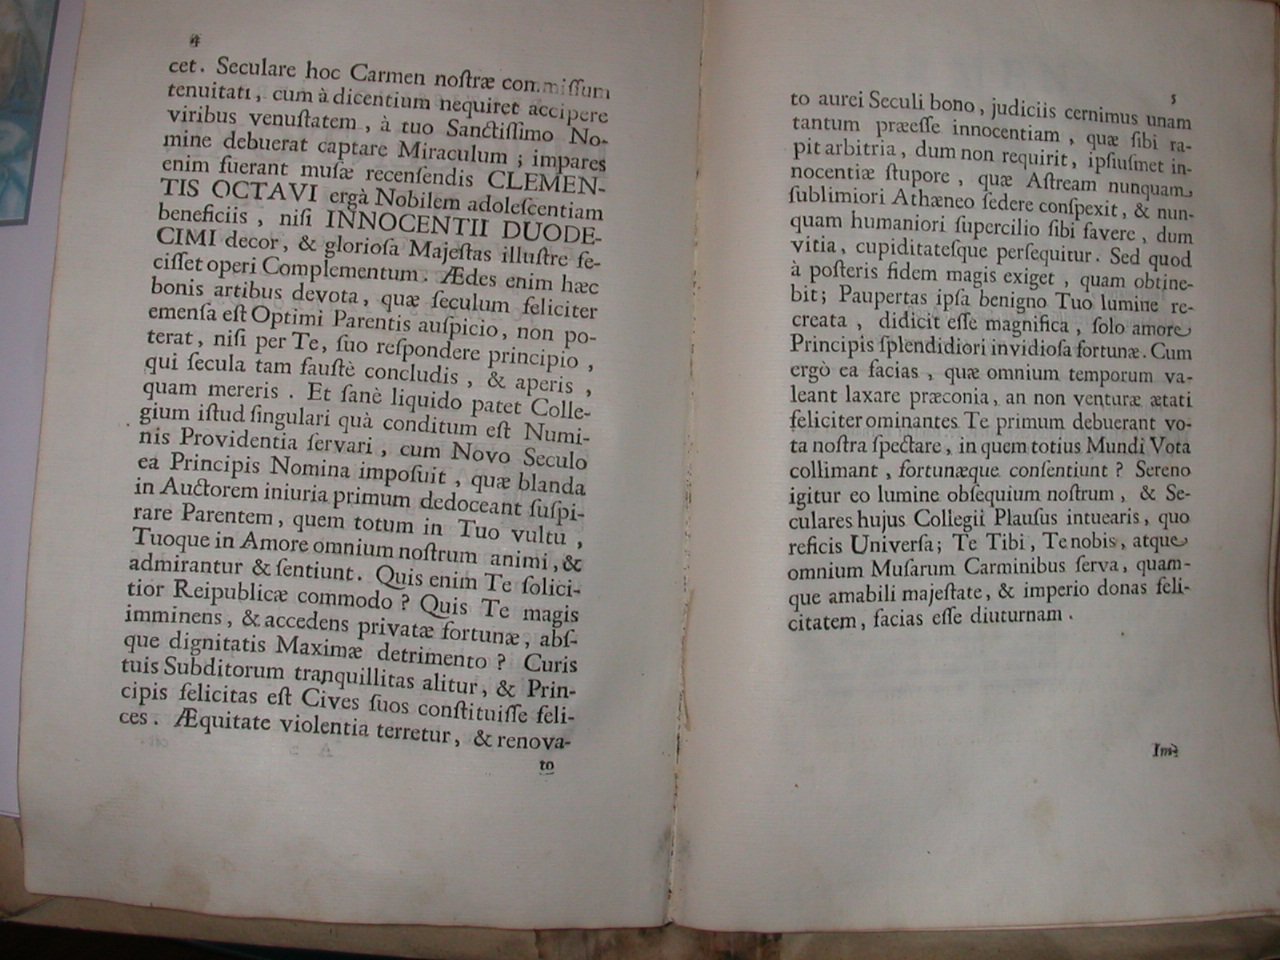 4
cet. Seculare hoc Carmen noſtræ commiſſum
tenuitati, cum à dicentium nequiret accipere
viribus venuſtatem, à tuo Sanctiſſimo No-
mine debuerat captare Miraculum; impares
enim fuerant muſæ recenſendis CLEMEN-
TIS OCTAVI ergà Nobilem adoleſcentiam
beneficiis, niſi INNOCENTII DUODE-
CIMI decor, & glorioſa Majeſtas illuſtre fe-
ciſſet operi Complementum. Ædes enim hæc
bonis artibus devota, quæ ſeculum feliciter
emenſa eſt Optimi Parentis auſpicio, non po-
terat, niſi per Te, ſuo reſpondere principio,
qui ſecula tam fauſtè concludis, & aperis,
quam mereris. Et ſanè liquido patet Colle-
gium iſtud ſingulari quà conditum eſt Numi-
nis Providentia ſervari, cum Novo Seculo
ea Principis Nomina impoſuit, quæ blanda
in Auctorem iniuria primum dedoceant ſuſpi-
rare Parentem, quem totum in Tuo vultu,
Tuoque in Amore omnium noſtrum animi, &
admirantur & ſentiunt. Quis enim Te ſolici-
tior Reipublicæ commodo? Quis Te magis
imminens, & accedens privatæ fortunæ, abſ-
que dignitatis Maximæ detrimento? Curis
tuis Subditorum tranquillitas alitur, & Prin-
cipis felicitas eſt Cives ſuos conſtituiſſe feli-
ces. Æquitate violentia terretur, & renova-
to
5
to aurei Seculi bono, judiciis cernimus unam
tantum præeſſe innocentiam, quæ ſibi ra-
pit arbitria, dum non requirit, ipſiuſmet in-
nocentiæ ſtupore, quæ Aſtream nunquam
ſublimiori Athæneo ſedere conſpexit, & nun-
quam humaniori ſupercilio ſibi favere, dum
vitia, cupiditateſque perſequitur. Sed quod
à poſteris fidem magis exiget, quam obtine-
bit; Paupertas ipſa benigno Tuo lumine re-
creata, didicit eſſe magnifica, ſolo amore
Principis ſplendidiori invidioſa fortunæ. Cum
ergò ea facias, quæ omnium temporum va-
leant laxare præconia, an non venturæ ætati
feliciter ominantes Te primum debuerant vo-
ta noſtra ſpectare, in quem totius Mundi Vota
collimant, fortunæque conſentiunt? Sereno
igitur eo lumine obſequium noſtrum, & Se-
culares hujus Collegii Plauſus intuearis, quo
reficis Univerſa; Te Tibi, Te nobis, atque
omnium Muſarum Carminibus ſerva, quam-
que amabili majeſtate, & imperio donas feli-
citatem, facias eſſe diuturnam.
Imè